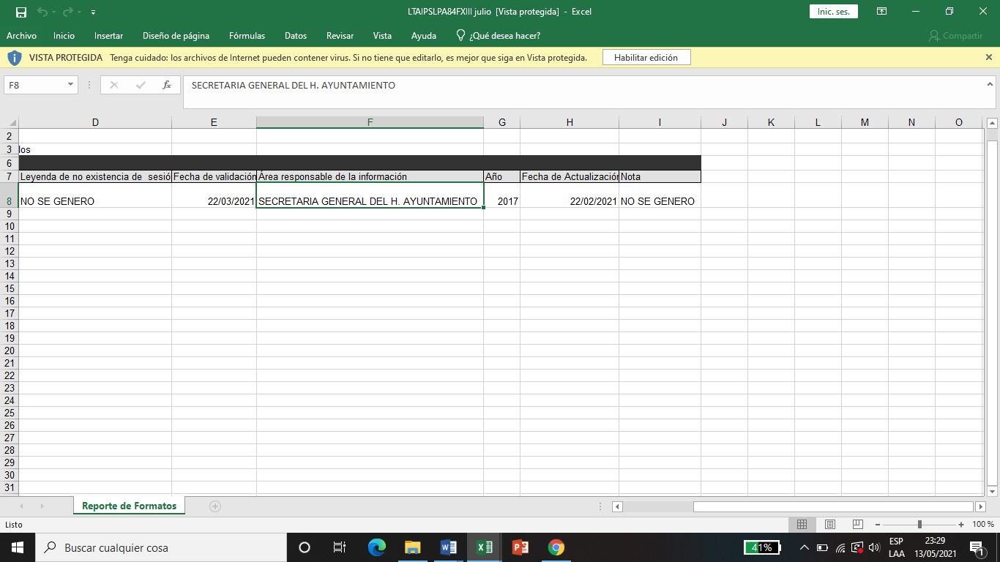 LTAIPSLPA84FXIII julio  [Vista protegida]  -  Excel
Inic. ses.
Archivo Inicio Insertar Diseño de página Fórmulas Datos Revisar Vista Ayuda ¿Qué desea hacer? Compartir
VISTA PROTEGIDA Tenga cuidado: los archivos de Internet pueden contener virus. Si no tiene que editarlo, es mejor que siga en Vista protegida. Habilitar edición
F8 fx SECRETARIA GENERAL DEL H. AYUNTAMIENTO
D E F G H I J K L M N O
2
3 los
6
7 Leyenda de no existencia de  sesió Fecha de validación Área responsable de la información Año Fecha de Actualización Nota
8 NO SE GENERO 22/03/2021 SECRETARIA GENERAL DEL H. AYUNTAMIENTO 2017 22/02/2021 NO SE GENERO
9
10
11
12
13
14
15
16
17
18
19
20
21
22
23
24
25
26
27
28
29
30
31
Reporte de Formatos
Listo 100 %
Buscar cualquier cosa 41% ESP 23:29
LAA 13/05/2021 1